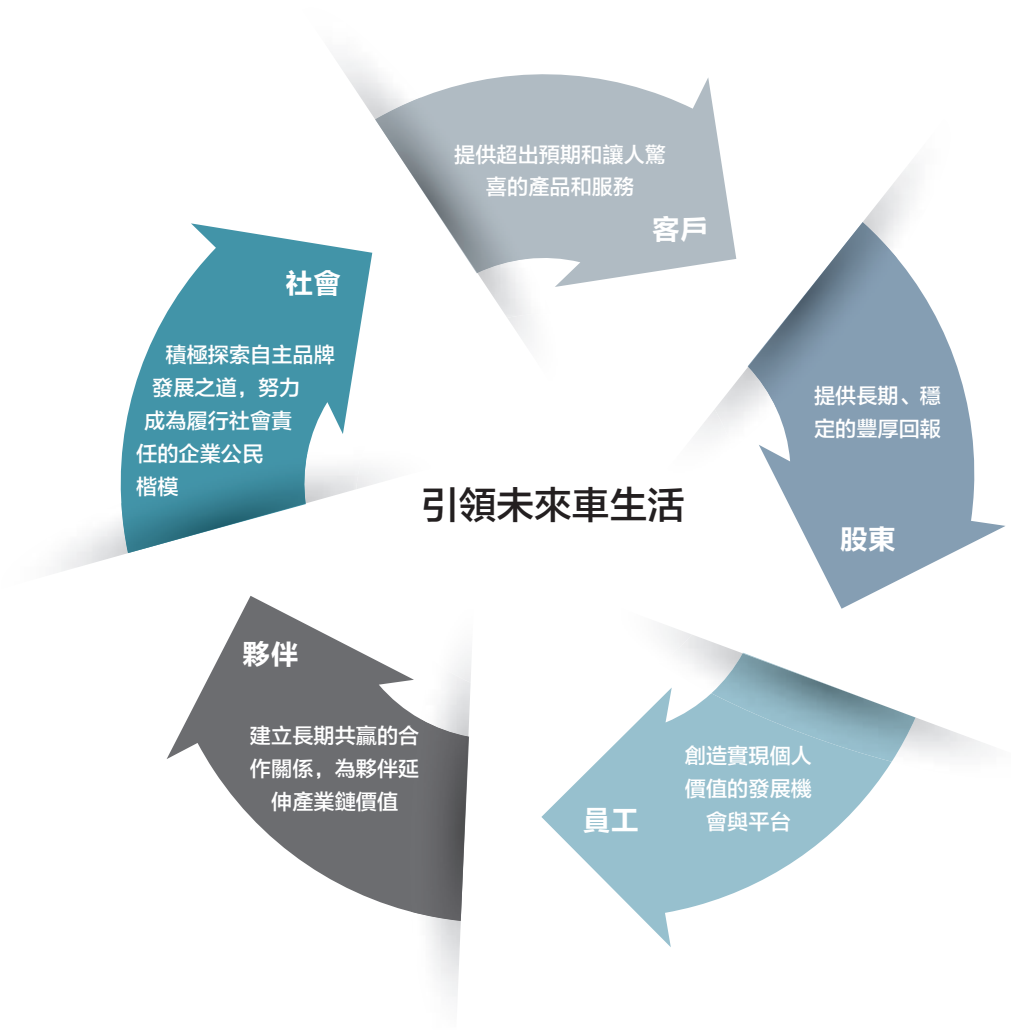 提供超出預期和讓人驚
喜的產品和服務
客戶
提供長期、穩
定的豐厚回報
股東
創造實現個人
價值的發展機
會與平台
員工
夥伴
建立長期共贏的合
作關係，為夥伴延
伸產業鏈價值
社會
積極探索自主品牌
發展之道，努力
成為履行社會責
任的企業公民
楷模
引領未來車生活